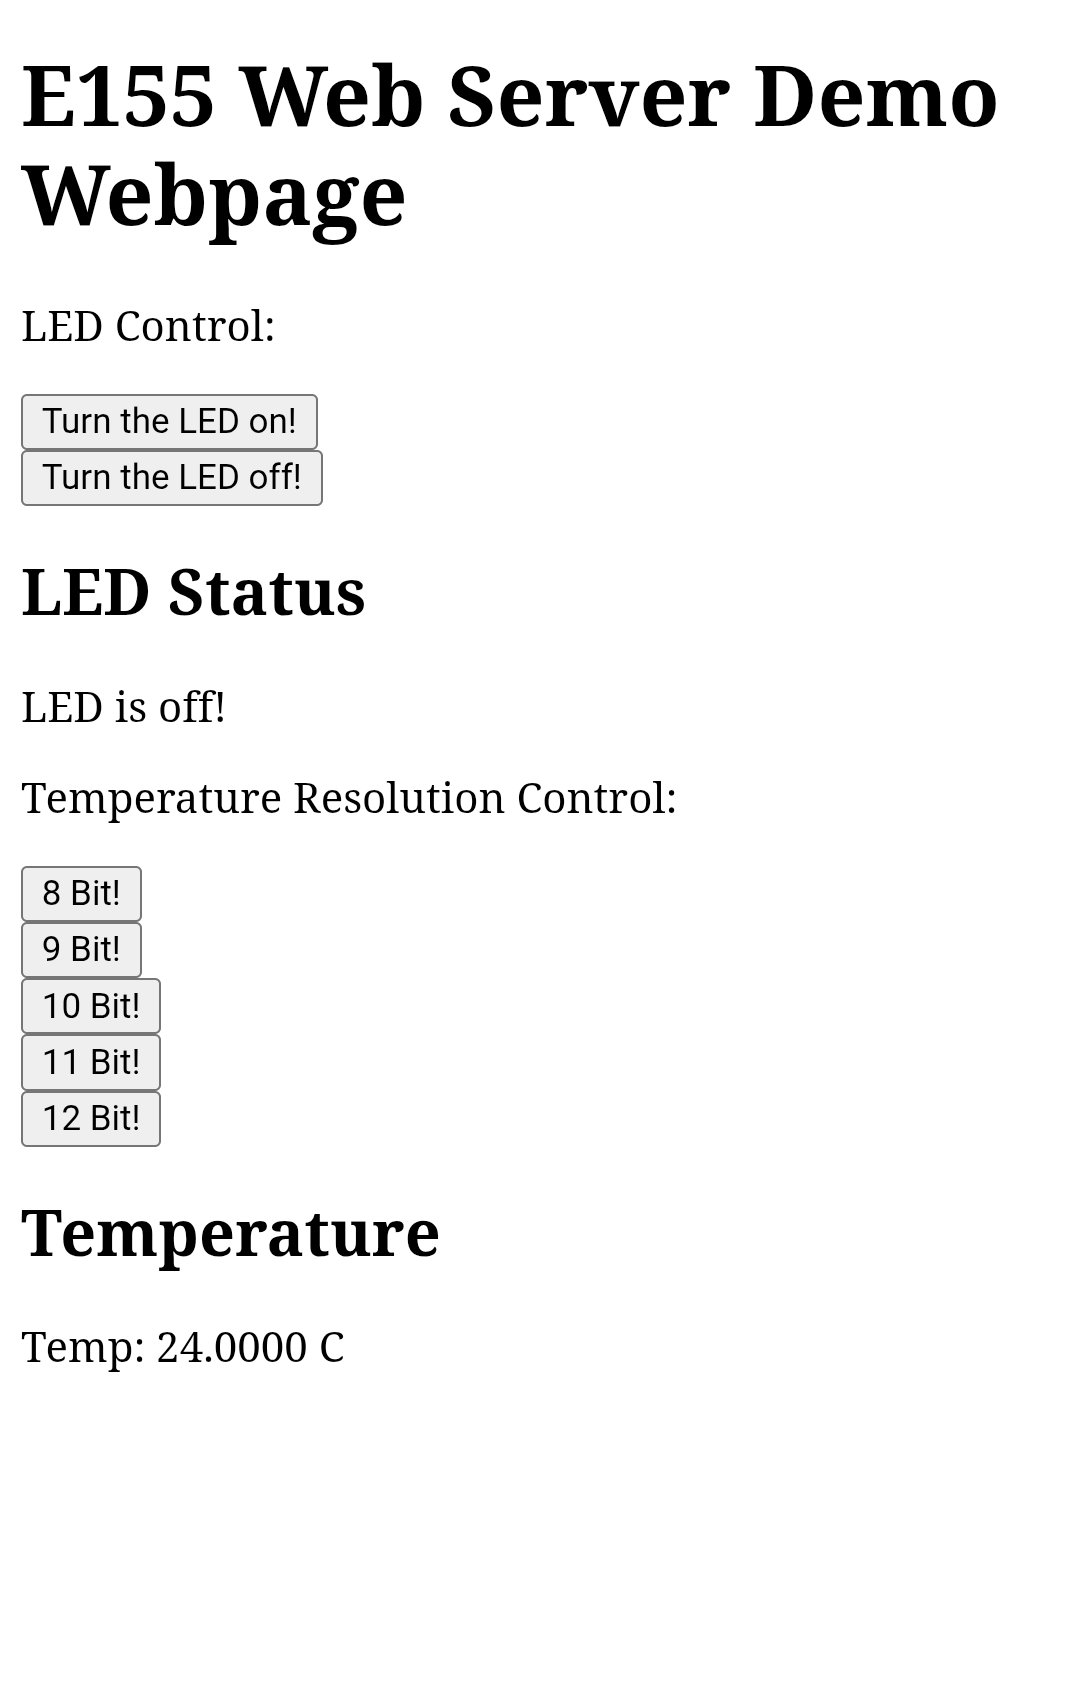 E155 Web Server Demo
Webpage
LED Control:
Turn the LED on!
Turn the LED off!
LED Status
LED is off!
Temperature Resolution Control:
8 Bit!
9 Bit!
10 Bit!
11 Bit!
12 Bit!
Temperature
Temp: 24.0000 C